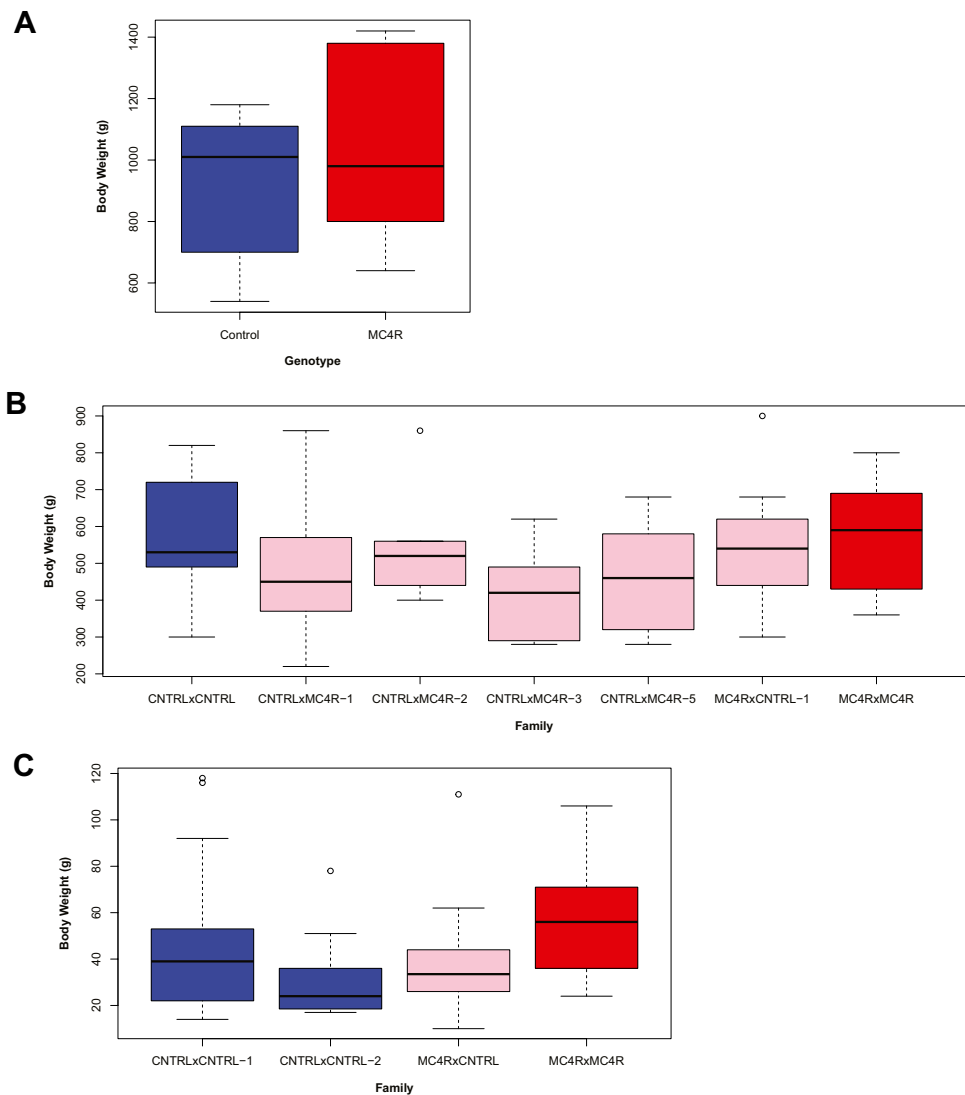 A
Body Weight (g)
1400
1200
1000
800
600
Control MC4R
Genotype
B
Body Weight (g)
900
800
700
600
500
400
300
200
CNTRLxCNTRL CNTRLxMC4R−1 CNTRLxMC4R−2 CNTRLxMC4R−3 CNTRLxMC4R−5 MC4RxCNTRL−1 MC4RxMC4R
Family
C
Body Weight (g)
120
100
80
60
40
20
CNTRLxCNTRL−1 CNTRLxCNTRL−2 MC4RxCNTRL MC4RxMC4R
Family